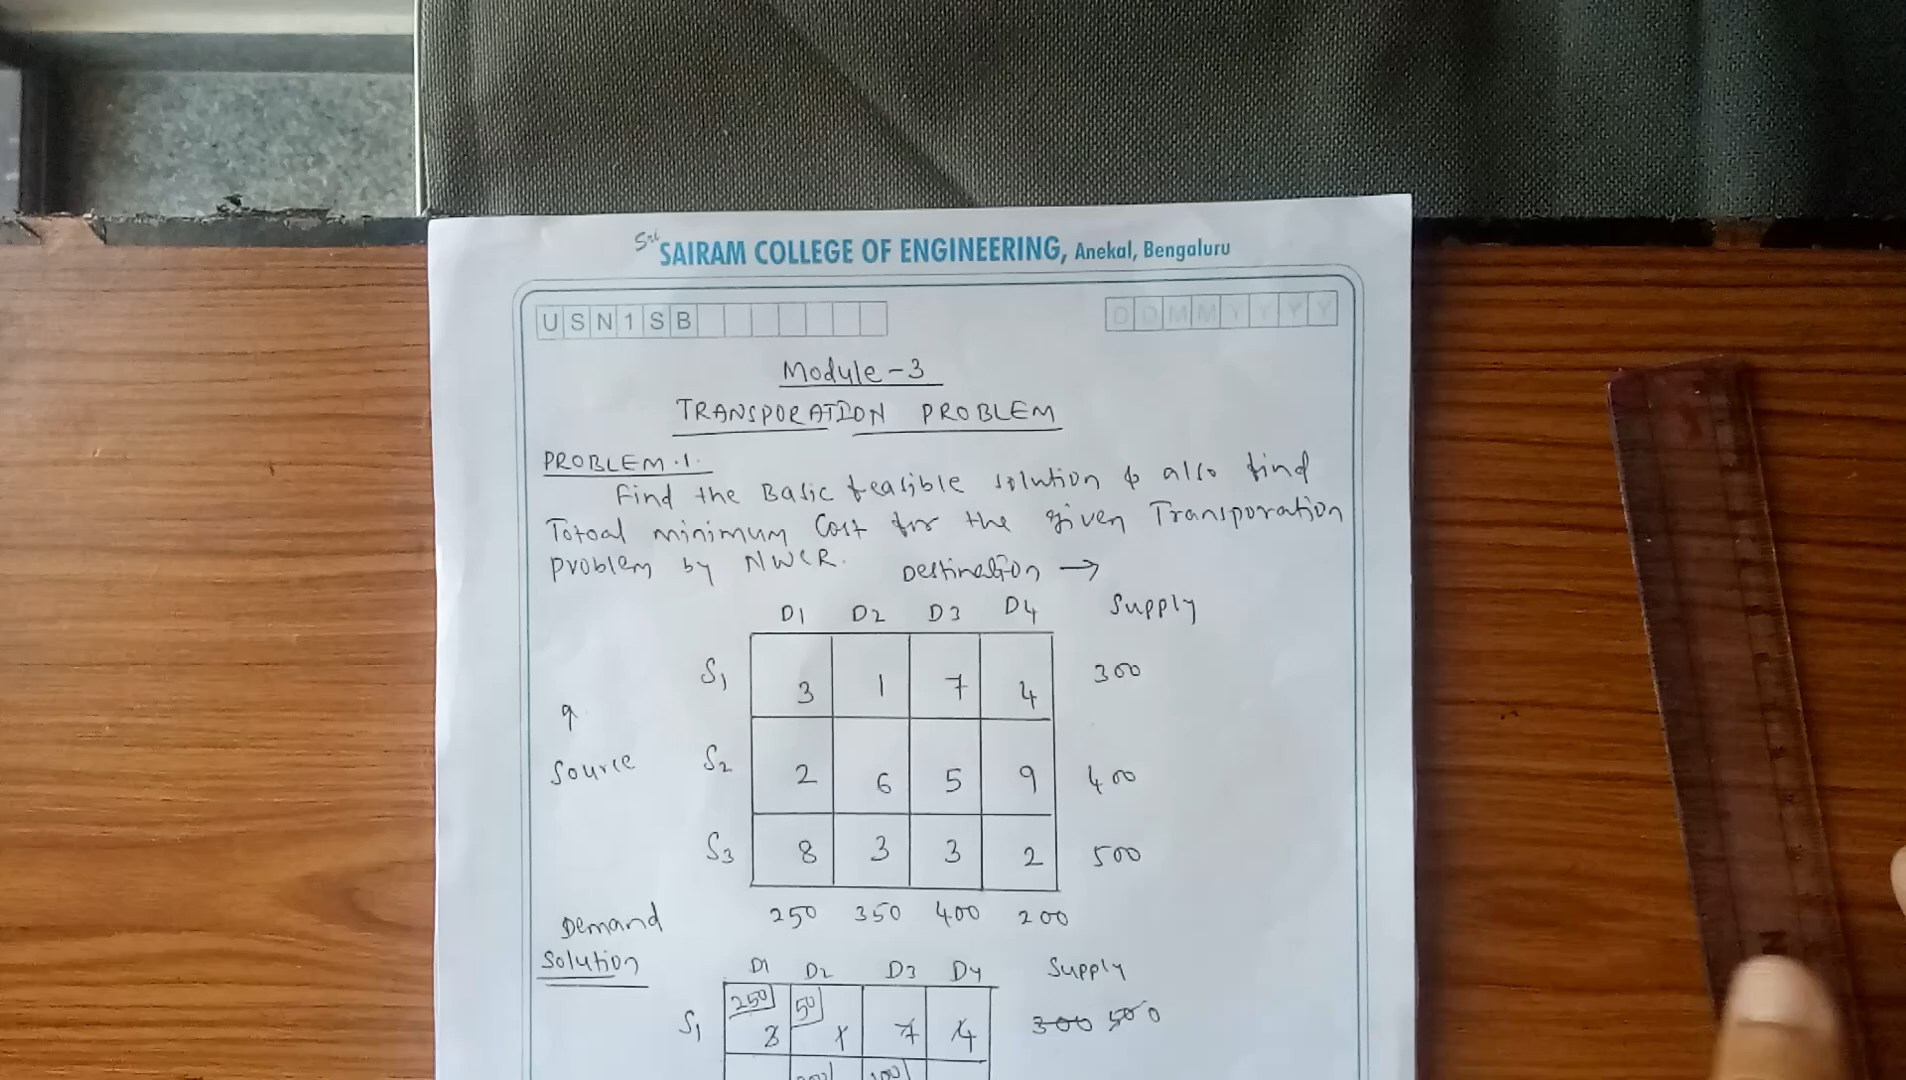 Sri
SAIRAM COLLEGE OF ENGINEERING, Anekal, Bengaluru
USN1SB DDMMYYYY
Module-3
TRANSPORATION PROBLEM
PROBLEM.1.
Find the Basic feasible solution & also find
Totoal minimum Cost for the given Transporation
problem by NWCR. Destination →
D1 D2 D3 D4 Supply
S1 3 1 7 4 300
Source
S2 2 6 5 9 400
S3 8 3 3 2 500
Demand 250 350 400 200
Solution D1 D2 D3 D4 Supply
250 50
S1 3 1 7 4 300 50 0